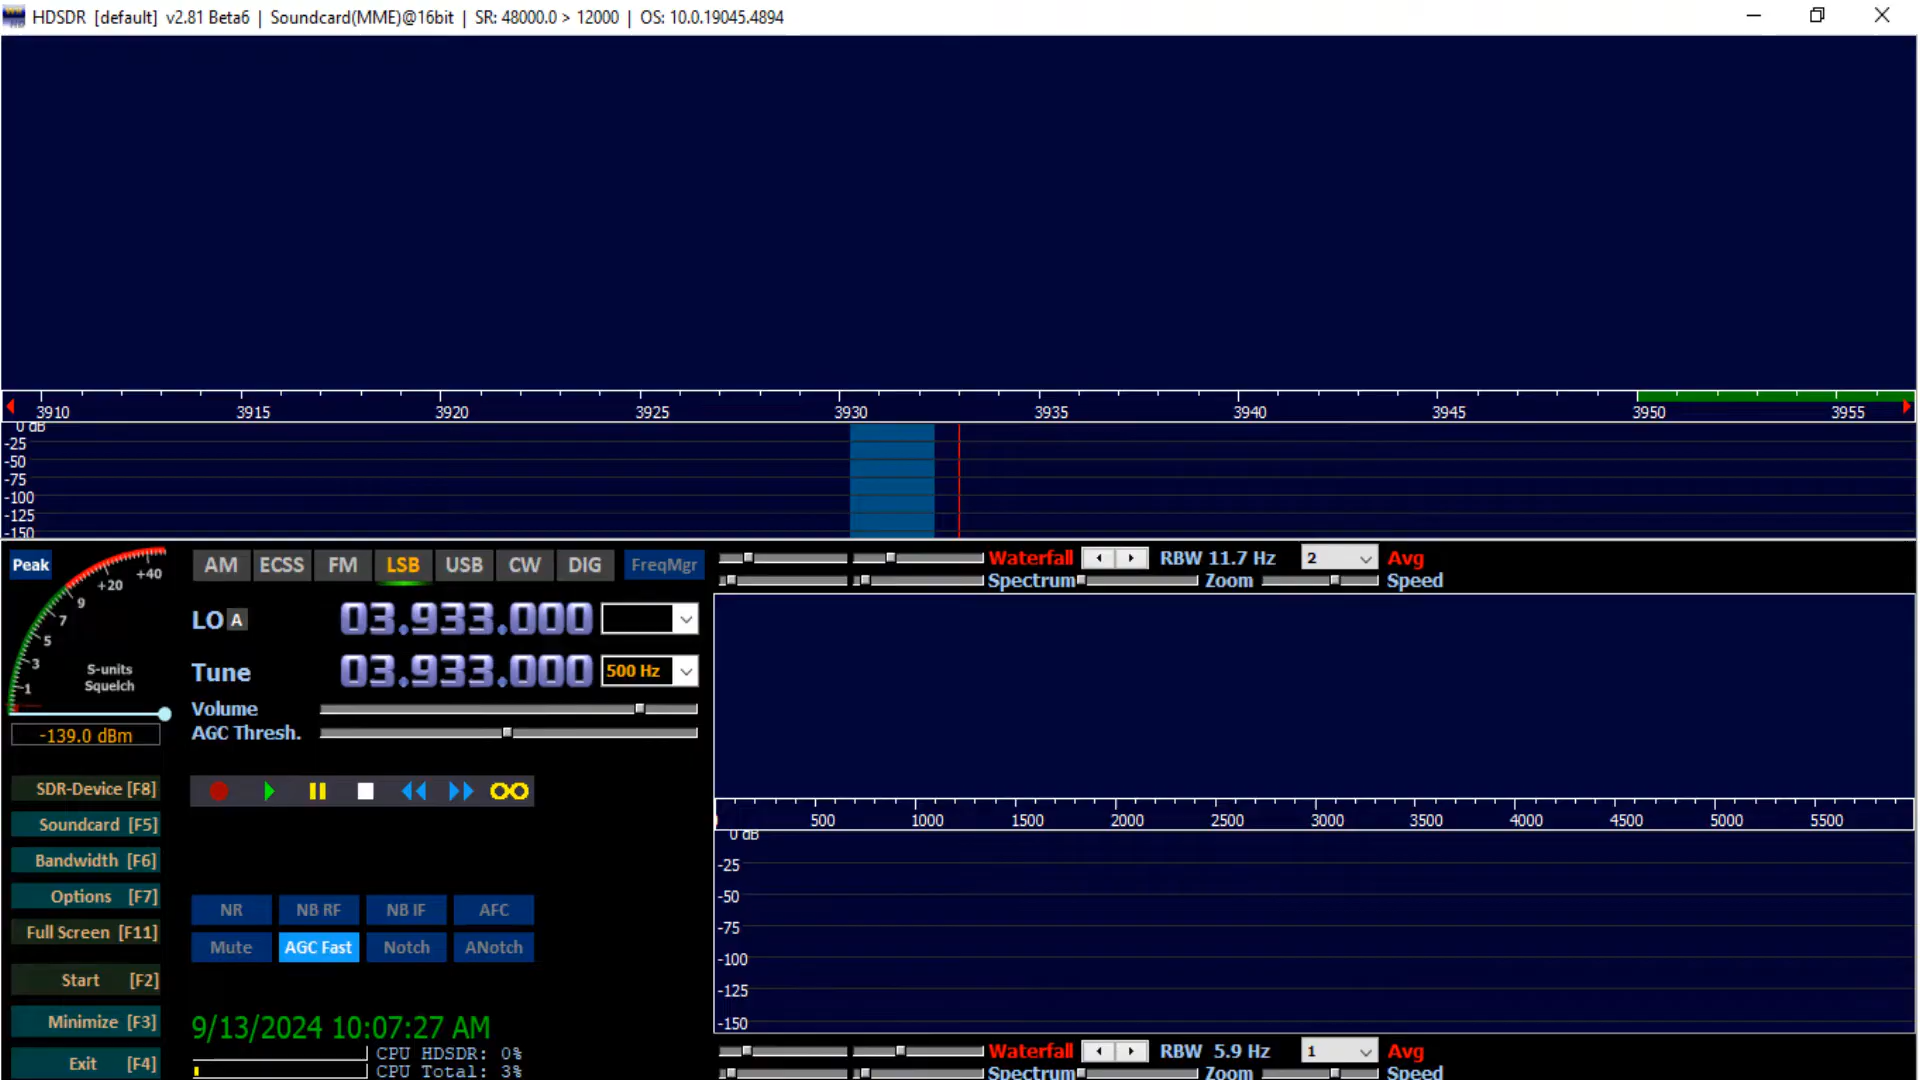 HDSDR [default] v2.81 Beta6 | Soundcard(MME)@16bit | SR: 48000.0 > 12000 | OS: 10.0.19045.4894
3910 3915 3920 3925 3930 3935 3940 3945 3950 3955
0 dB
-25
-50
-75
-100
-125
-150
Peak
1 3 5 7 9 +20 +40
S-units
Squelch
-139.0 dBm
AM ECSS FM LSB USB CW DIG FreqMgr
LO A 03.933.000
Tune 03.933.000 500 Hz
Volume
AGC Thresh.
SDR-Device [F8]
Soundcard [F5]
Bandwidth [F6]
Options [F7]
Full Screen [F11]
Start [F2]
Minimize [F3]
Exit [F4]
NR NB RF NB IF AFC
Mute AGC Fast Notch ANotch
9/13/2024 10:07:27 AM
CPU HDSDR: 0%
CPU Total: 3%
Waterfall RBW 11.7 Hz 2 Avg
Spectrum Zoom Speed
500 1000 1500 2000 2500 3000 3500 4000 4500 5000 5500
0 dB
-25
-50
-75
-100
-125
-150
Waterfall RBW 5.9 Hz 1 Avg
Spectrum Zoom Speed